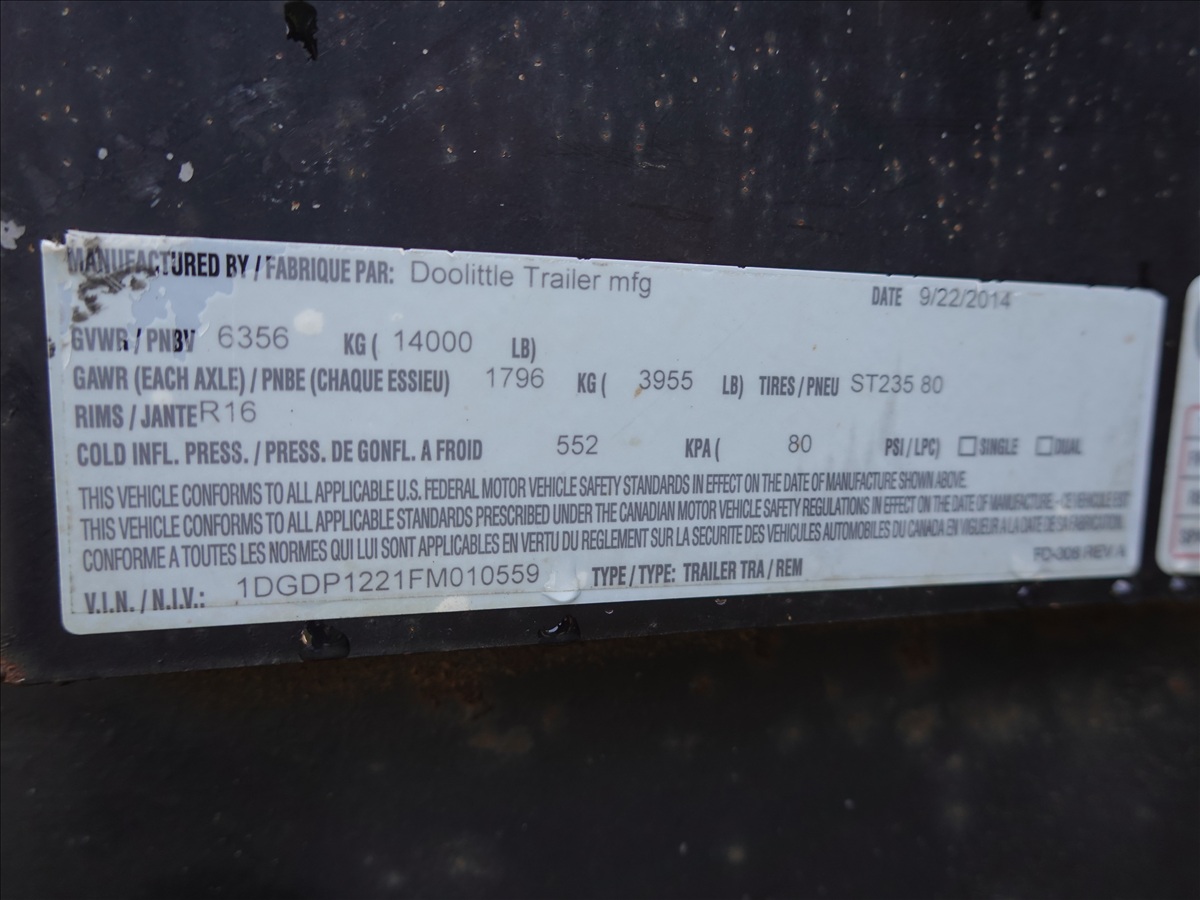 MANUFACTURED BY / FABRIQUE PAR: Doolittle Trailer mfg DATE 9/22/2014
GVWR / PNBV 6356 KG ( 14000 LB)
GAWR (EACH AXLE) / PNBE (CHAQUE ESSIEU) 1796 KG ( 3955 LB) TIRES / PNEU ST235 80
RIMS / JANTE R16
COLD INFL. PRESS. / PRESS. DE GONFL. A FROID 552 KPA ( 80 PSI / LPC) ☐ SINGLE ☐ DUAL
THIS VEHICLE CONFORMS TO ALL APPLICABLE U.S. FEDERAL MOTOR VEHICLE SAFETY STANDARDS IN EFFECT ON THE DATE OF MANUFACTURE SHOWN ABOVE.
THIS VEHICLE CONFORMS TO ALL APPLICABLE STANDARDS PRESCRIBED UNDER THE CANADIAN MOTOR VEHICLE SAFETY REGULATIONS IN EFFECT ON THE DATE OF MANUFACTURE - CE VEHICULE EST
CONFORME A TOUTES LES NORMES QUI LUI SONT APPLICABLES EN VERTU DU REGLEMENT SUR LA SECURITE DES VEHICULES AUTOMOBILES DU CANADA EN VIGUEUR A LA DATE DE SA FABRICATION.
V.I.N. / N.I.V.: 1DGDP1221FM010559 TYPE / TYPE: TRAILER TRA / REM